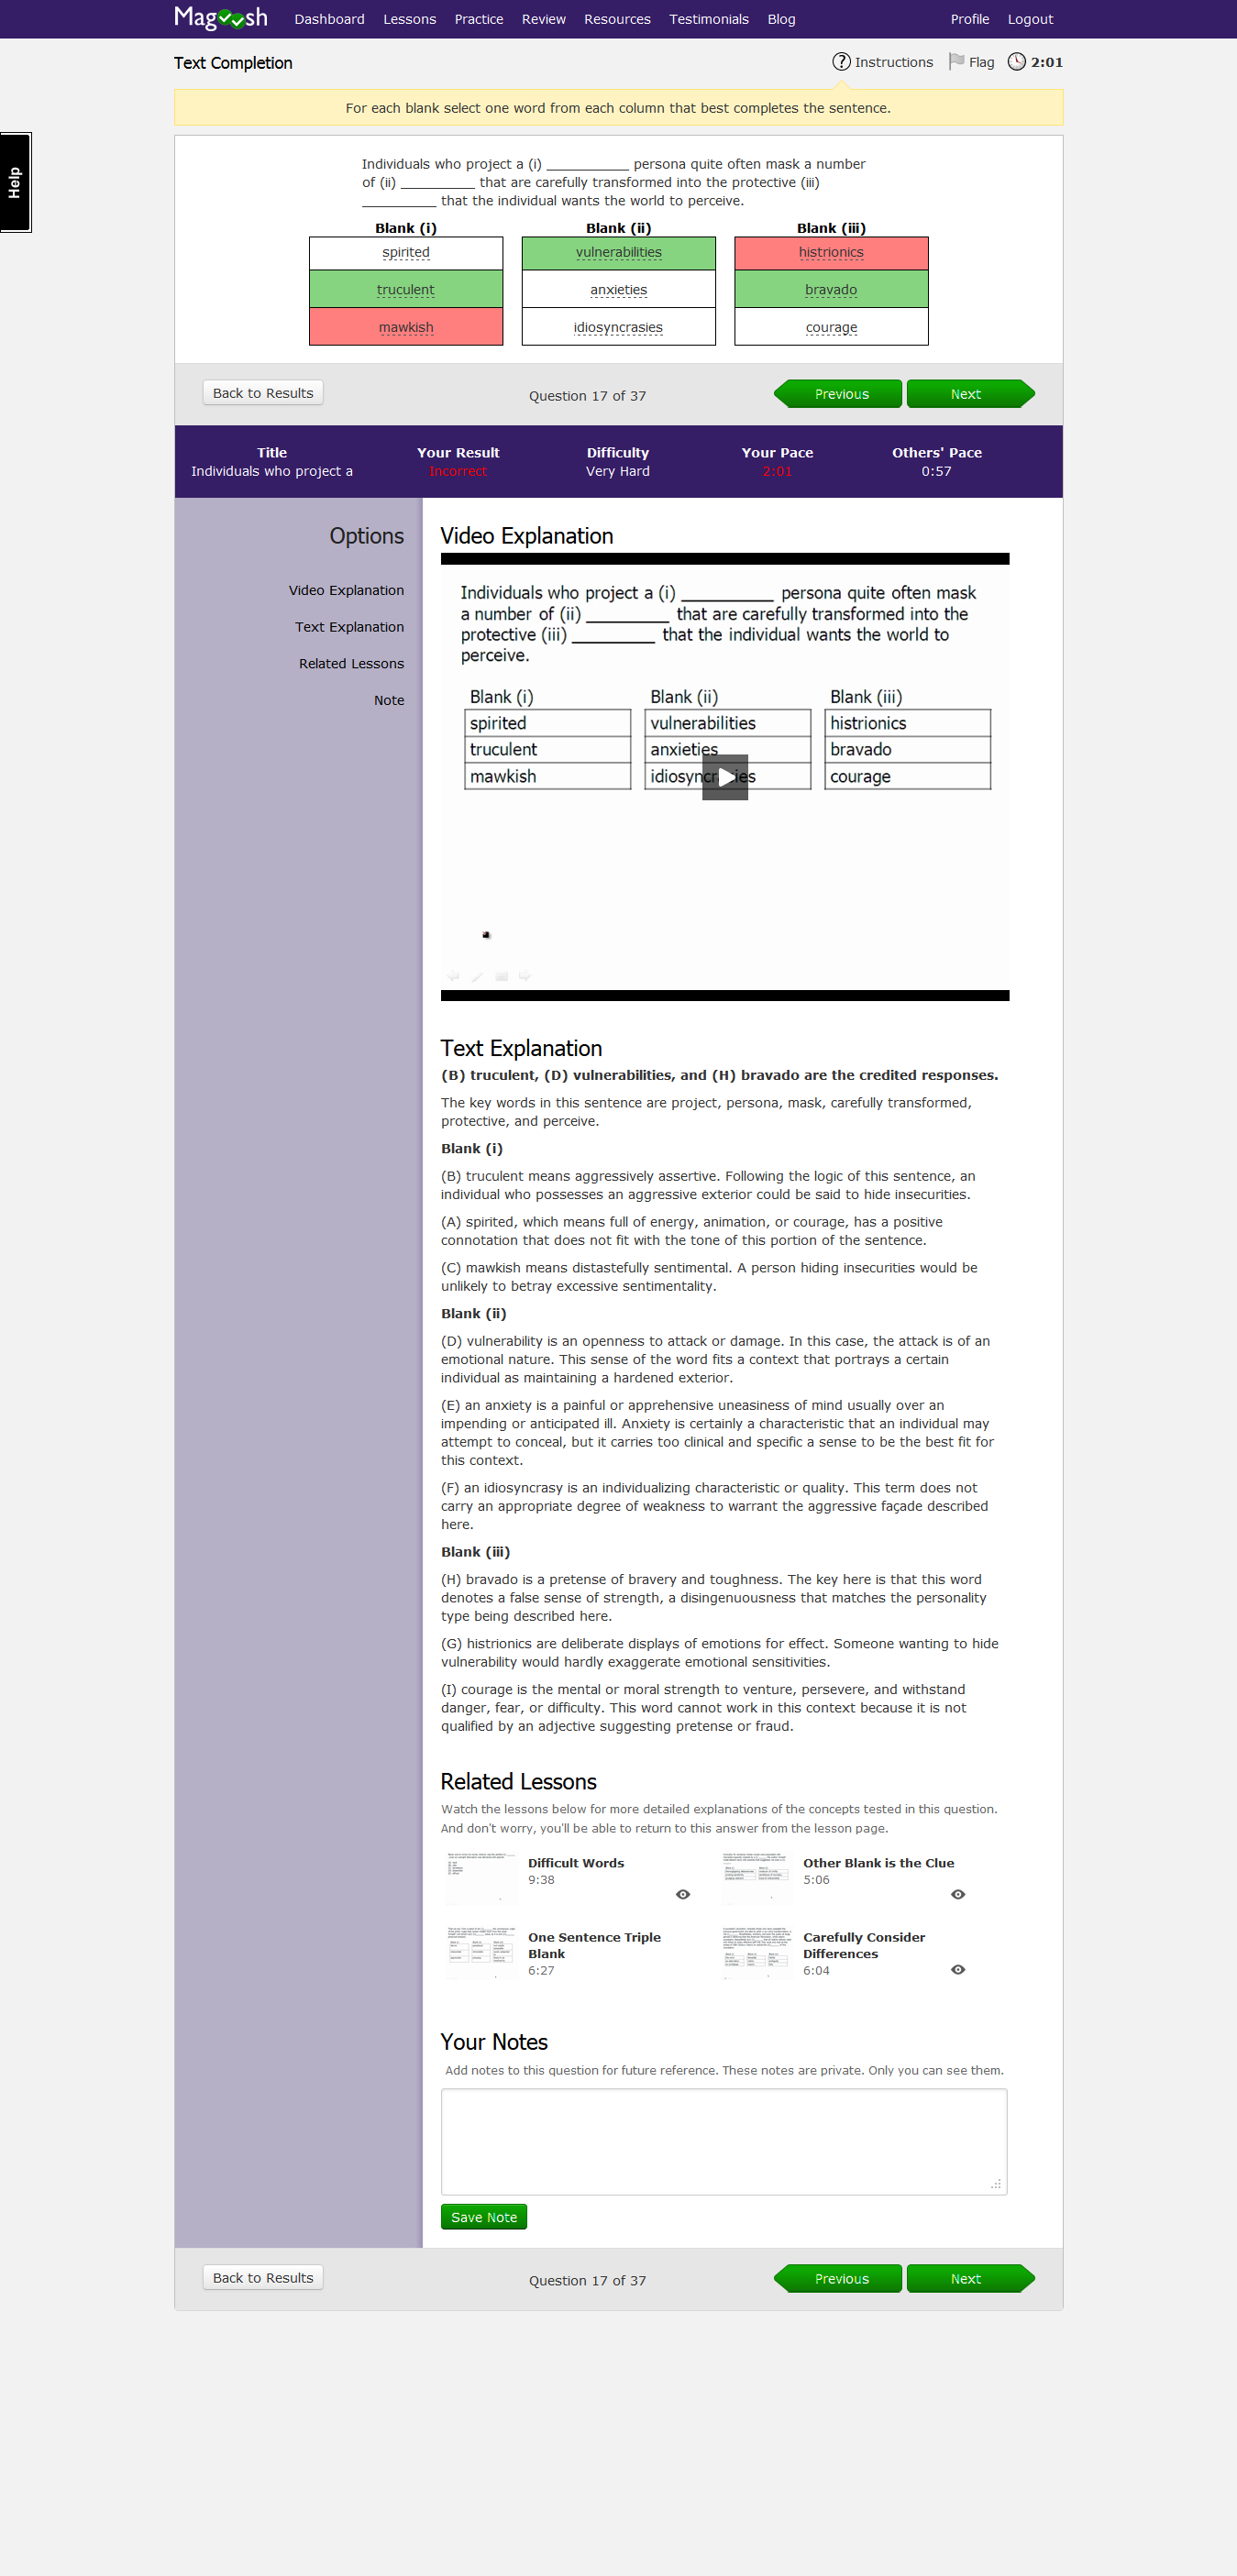 Magoosh Dashboard Lessons Practice Review Resources Testimonials Blog Profile Logout
Text Completion ? Instructions Flag 2:01
For each blank select one word from each column that best completes the sentence.
Help
Individuals who project a (i) ___________ persona quite often mask a number
of (ii) __________ that are carefully transformed into the protective (iii)
__________ that the individual wants the world to perceive.
Blank (i) Blank (ii) Blank (iii)
spirited vulnerabilities histrionics
truculent anxieties bravado
mawkish idiosyncrasies courage
Back to Results Question 17 of 37 Previous Next
Title Your Result Difficulty Your Pace Others' Pace
Individuals who project a Incorrect Very Hard 2:01 0:57
Options
Video Explanation
Text Explanation
Related Lessons
Note
Video Explanation
Individuals who project a (i) __________ persona quite often mask
a number of (ii) _________ that are carefully transformed into the
protective (iii) _________ that the individual wants the world to
perceive.
Blank (i) Blank (ii) Blank (iii)
spirited vulnerabilities histrionics
truculent anxieties bravado
mawkish idiosyncrasies courage
Text Explanation
(B) truculent, (D) vulnerabilities, and (H) bravado are the credited responses.
The key words in this sentence are project, persona, mask, carefully transformed,
protective, and perceive.
Blank (i)
(B) truculent means aggressively assertive. Following the logic of this sentence, an
individual who possesses an aggressive exterior could be said to hide insecurities.
(A) spirited, which means full of energy, animation, or courage, has a positive
connotation that does not fit with the tone of this portion of the sentence.
(C) mawkish means distastefully sentimental. A person hiding insecurities would be
unlikely to betray excessive sentimentality.
Blank (ii)
(D) vulnerability is an openness to attack or damage. In this case, the attack is of an
emotional nature. This sense of the word fits a context that portrays a certain
individual as maintaining a hardened exterior.
(E) an anxiety is a painful or apprehensive uneasiness of mind usually over an
impending or anticipated ill. Anxiety is certainly a characteristic that an individual may
attempt to conceal, but it carries too clinical and specific a sense to be the best fit for
this context.
(F) an idiosyncrasy is an individualizing characteristic or quality. This term does not
carry an appropriate degree of weakness to warrant the aggressive façade described
here.
Blank (iii)
(H) bravado is a pretense of bravery and toughness. The key here is that this word
denotes a false sense of strength, a disingenuousness that matches the personality
type being described here.
(G) histrionics are deliberate displays of emotions for effect. Someone wanting to hide
vulnerability would hardly exaggerate emotional sensitivities.
(I) courage is the mental or moral strength to venture, persevere, and withstand
danger, fear, or difficulty. This word cannot work in this context because it is not
qualified by an adjective suggesting pretense or fraud.
Related Lessons
Watch the lessons below for more detailed explanations of the concepts tested in this question.
And don't worry, you'll be able to return to this answer from the lesson page.
Difficult Words
9:38
Other Blank is the Clue
5:06
One Sentence Triple
Blank
6:27
Carefully Consider
Differences
6:04
Your Notes
Add notes to this question for future reference. These notes are private. Only you can see them.
Save Note
Back to Results Question 17 of 37 Previous Next